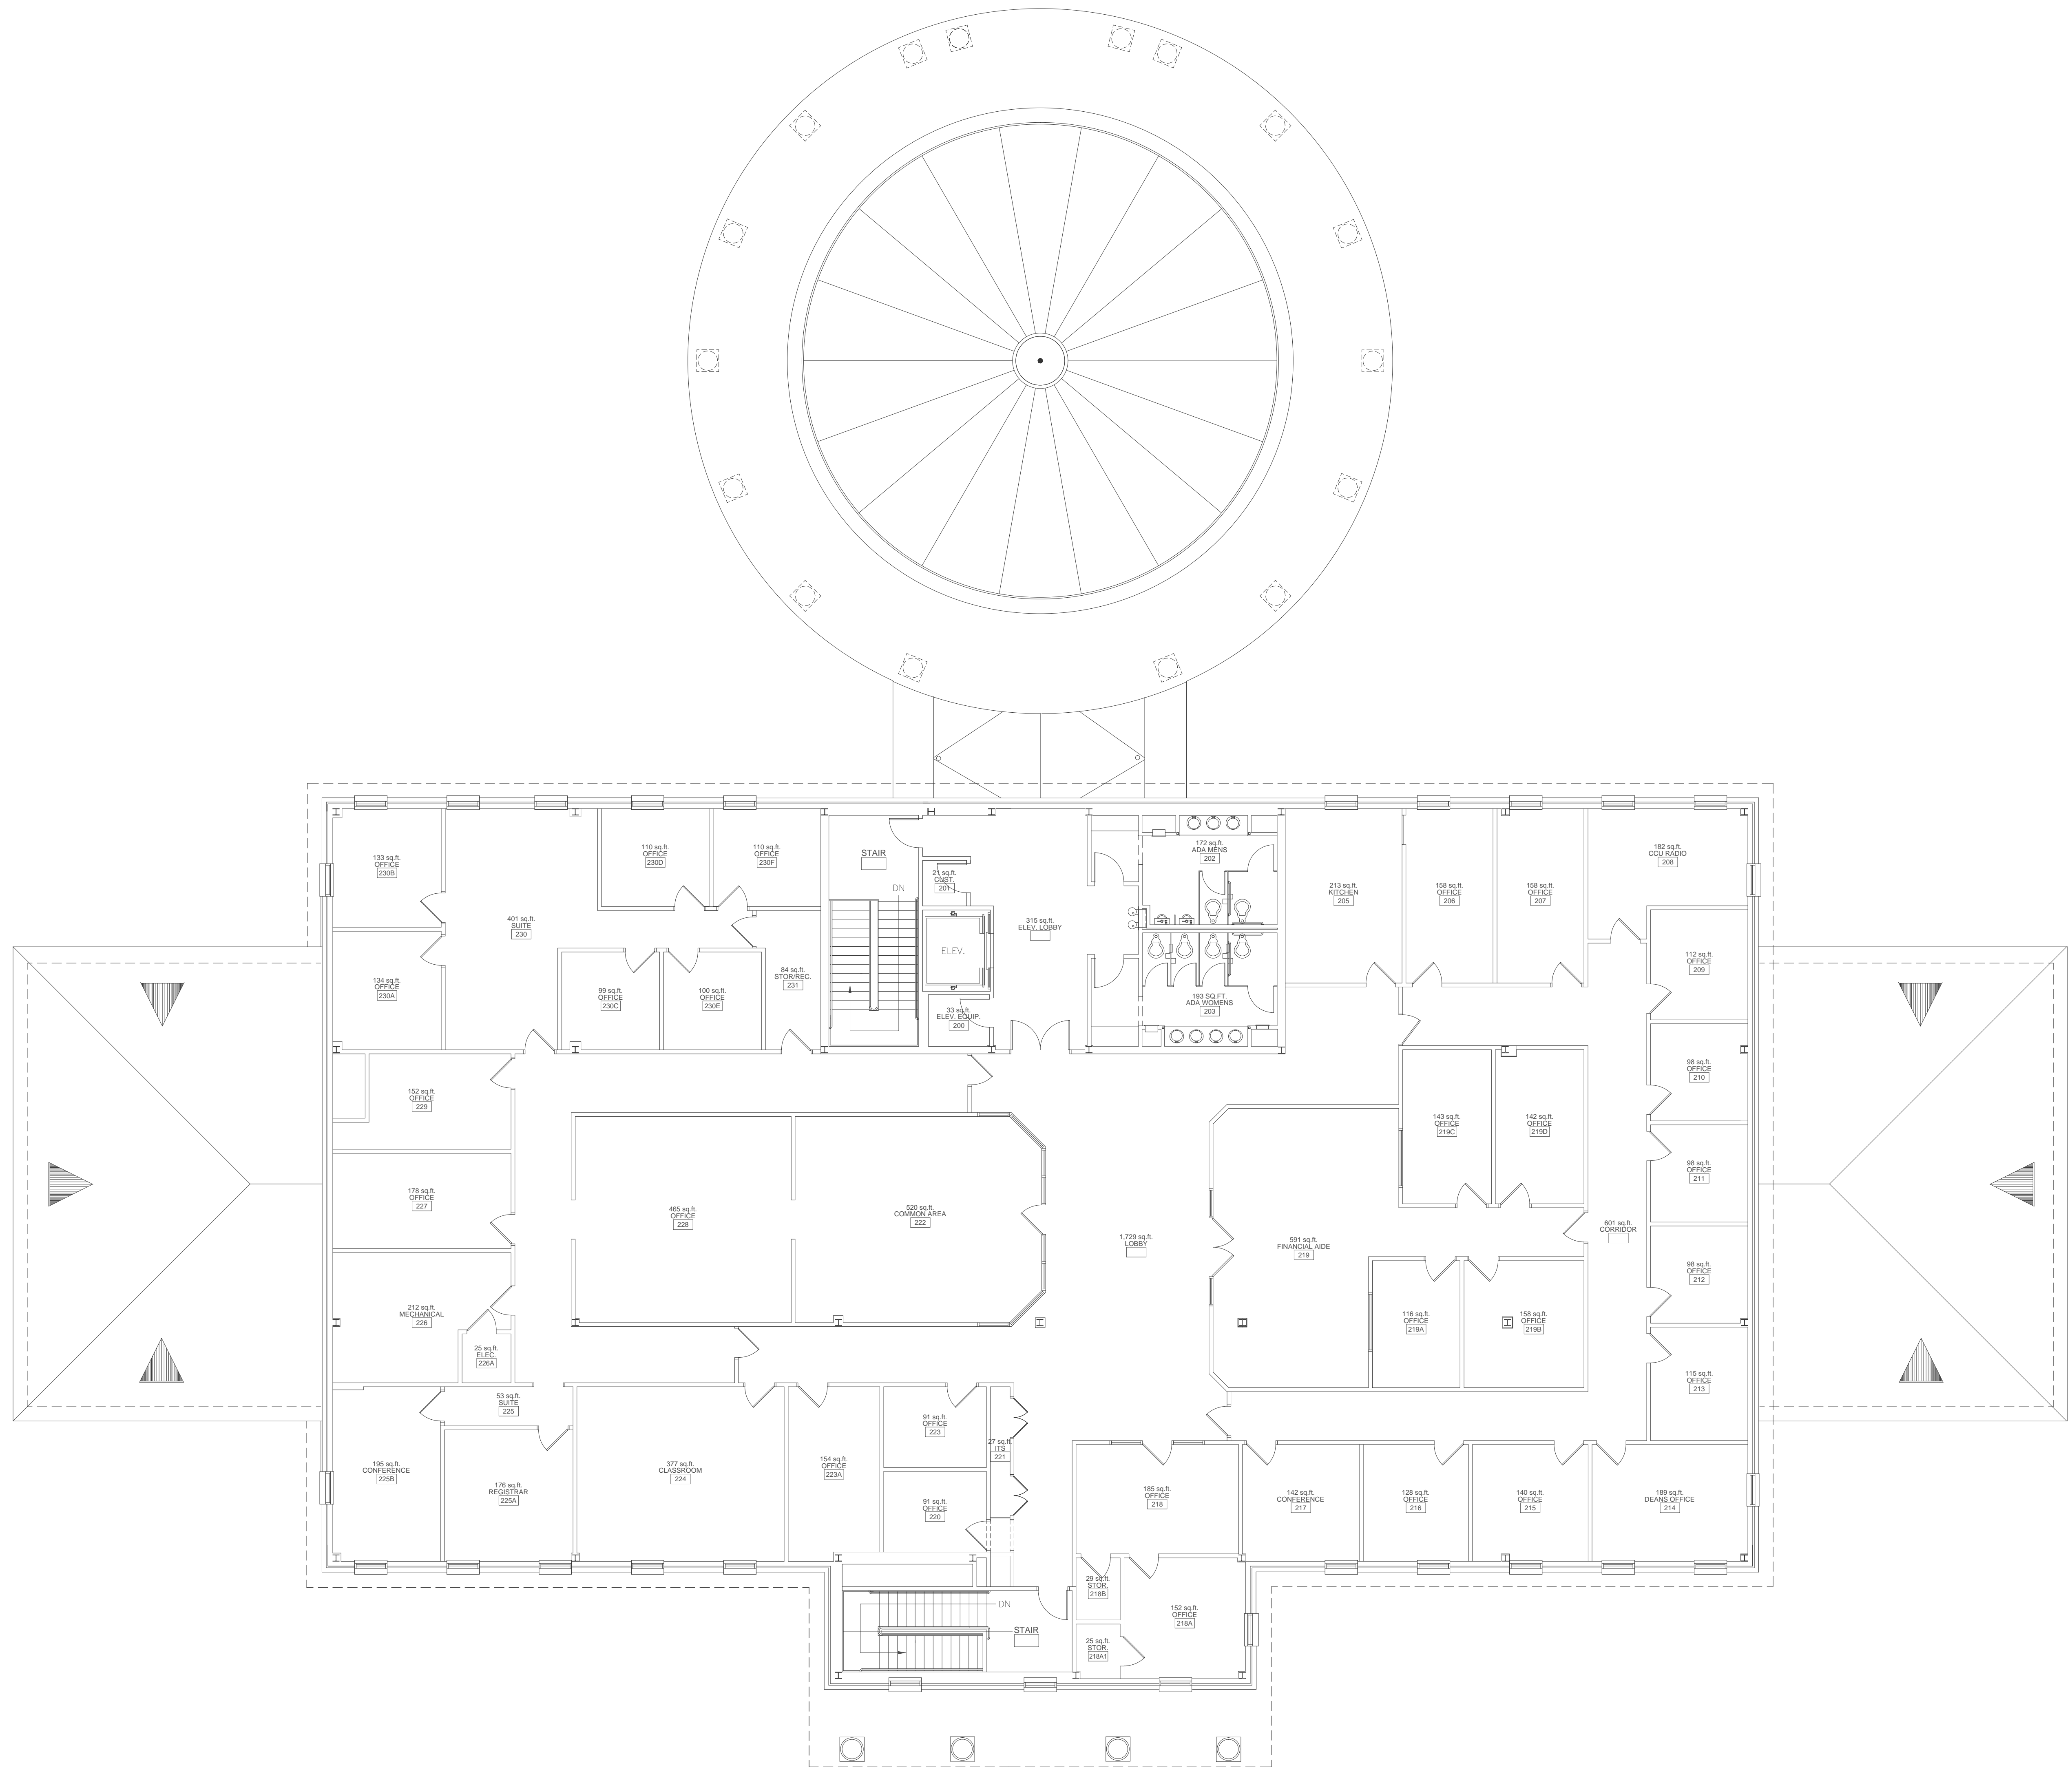 133 sq.ft.
OFFICE
230B
401 sq.ft.
SUITE
230
110 sq.ft.
OFFICE
230D
110 sq.ft.
OFFICE
230F
STAIR
DN
21 sq.ft.
CUST.
201
ELEV.
315 sq.ft.
ELEV. LOBBY
172 sq.ft.
ADA MENS
202
213 sq.ft.
KITCHEN
205
158 sq.ft.
OFFICE
206
158 sq.ft.
OFFICE
207
182 sq.ft.
CCU RADIO
208
134 sq.ft.
OFFICE
230A
99 sq.ft.
OFFICE
230C
100 sq.ft.
OFFICE
230E
84 sq.ft.
STOR/REC.
231
33 sq.ft.
ELEV. EQUIP.
200
193 SQ.FT.
ADA WOMENS
203
112 sq.ft.
OFFICE
209
152 sq.ft.
OFFICE
229
143 sq.ft.
OFFICE
219C
142 sq.ft.
OFFICE
219D
98 sq.ft.
OFFICE
210
178 sq.ft.
OFFICE
227
465 sq.ft.
OFFICE
228
520 sq.ft.
COMMON AREA
222
1,729 sq.ft.
LOBBY
591 sq.ft.
FINANCIAL AIDE
219
601 sq.ft.
CORRIDOR
98 sq.ft.
OFFICE
211
98 sq.ft.
OFFICE
212
212 sq.ft.
MECHANICAL
226
25 sq.ft.
ELEC.
226A
116 sq.ft.
OFFICE
219A
158 sq.ft.
OFFICE
219B
115 sq.ft.
OFFICE
213
53 sq.ft.
SUITE
225
195 sq.ft.
CONFERENCE
225B
176 sq.ft.
REGISTRAR
225A
377 sq.ft.
CLASSROOM
224
154 sq.ft.
OFFICE
223A
91 sq.ft.
OFFICE
223
27 sq.ft.
ITS
221
91 sq.ft.
OFFICE
220
185 sq.ft.
OFFICE
218
142 sq.ft.
CONFERENCE
217
128 sq.ft.
OFFICE
216
140 sq.ft.
OFFICE
215
189 sq.ft.
DEANS OFFICE
214
29 sq.ft.
STOR.
218B
DN
STAIR
152 sq.ft.
OFFICE
218A
25 sq.ft.
STOR.
218A1